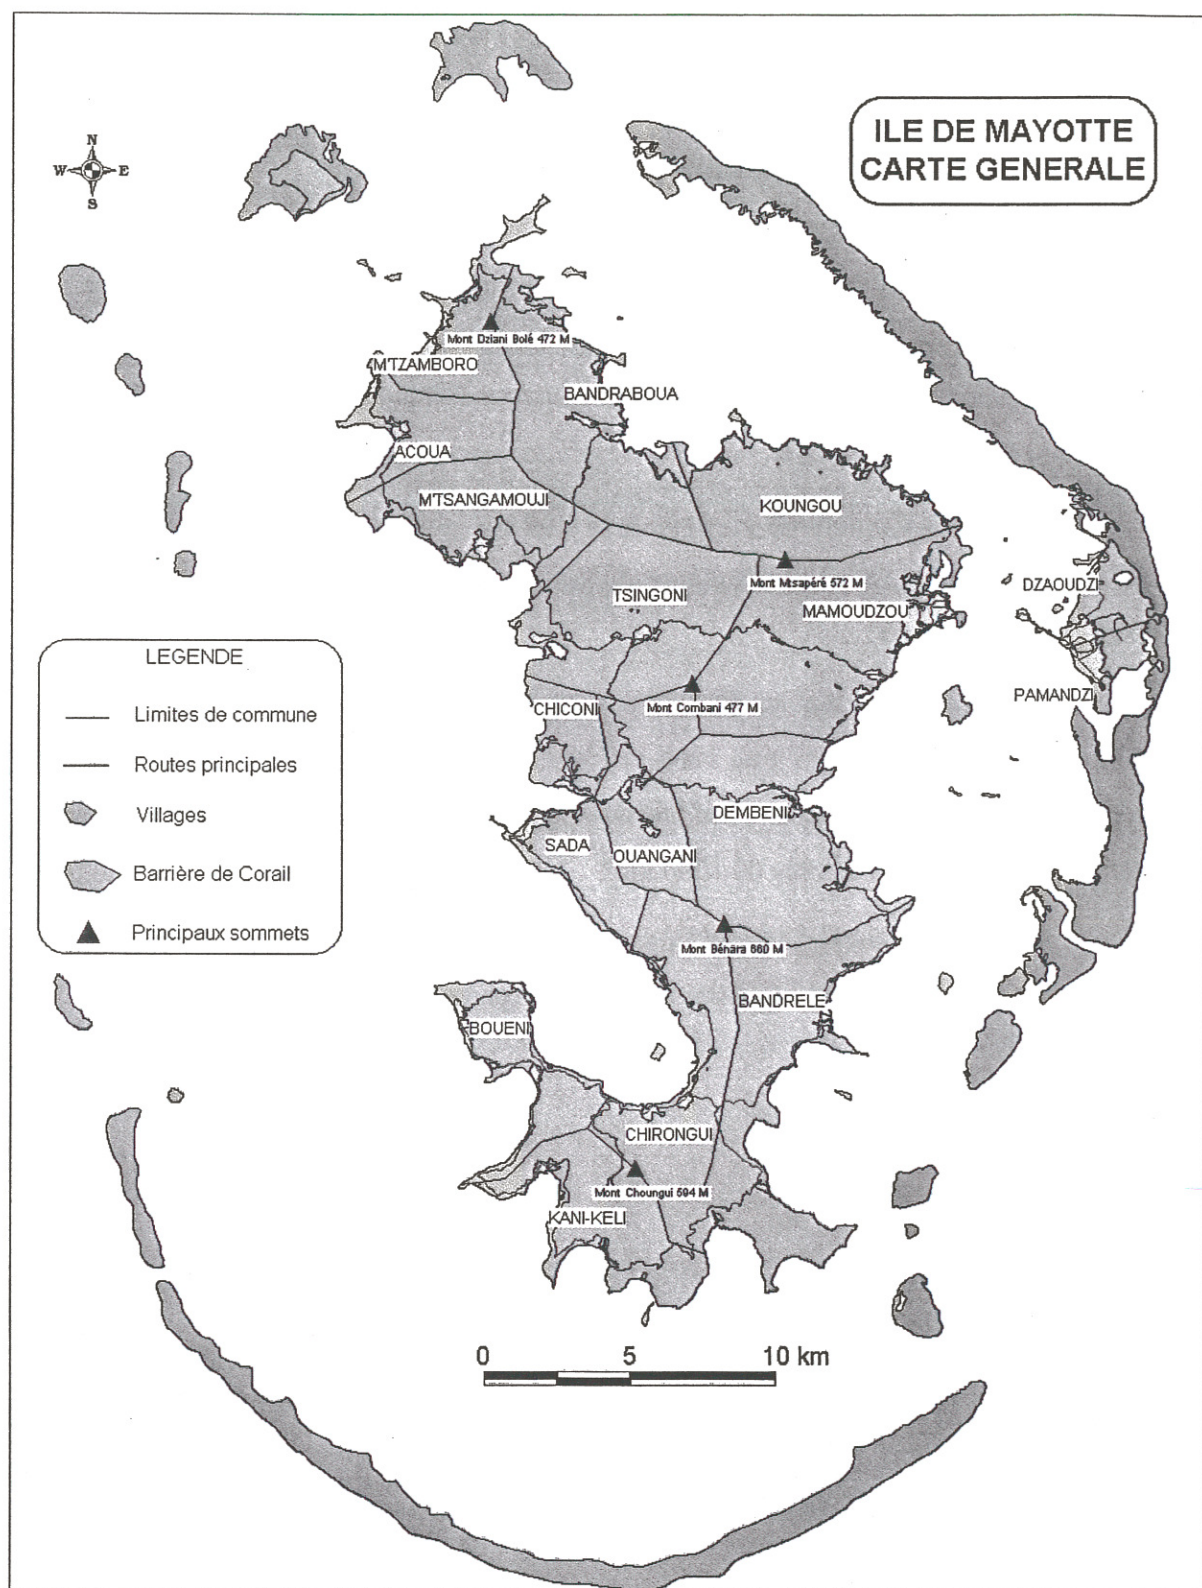 ILE DE MAYOTTE
CARTE GENERALE
N
W E
S
Mont Dziani Bolé 472 M
M'TZAMBORO
BANDRABOUA
ACOUA
M'TSANGAMOUJI
KOUNGOU
Mont Mtsapéré 572 M
DZAOUDZI
TSINGONI
MAMOUDZOU
PAMANDZI
CHICONI
Mont Combani 477 M
LEGENDE
Limites de commune
Routes principales
Villages
Barrière de Corail
Principaux sommets
DEMBENI
SADA
OUANGANI
Mont Bénara 660 M
BANDRELE
BOUENI
CHIRONGUI
Mont Choungui 594 M
KANI-KELI
0 5 10 km